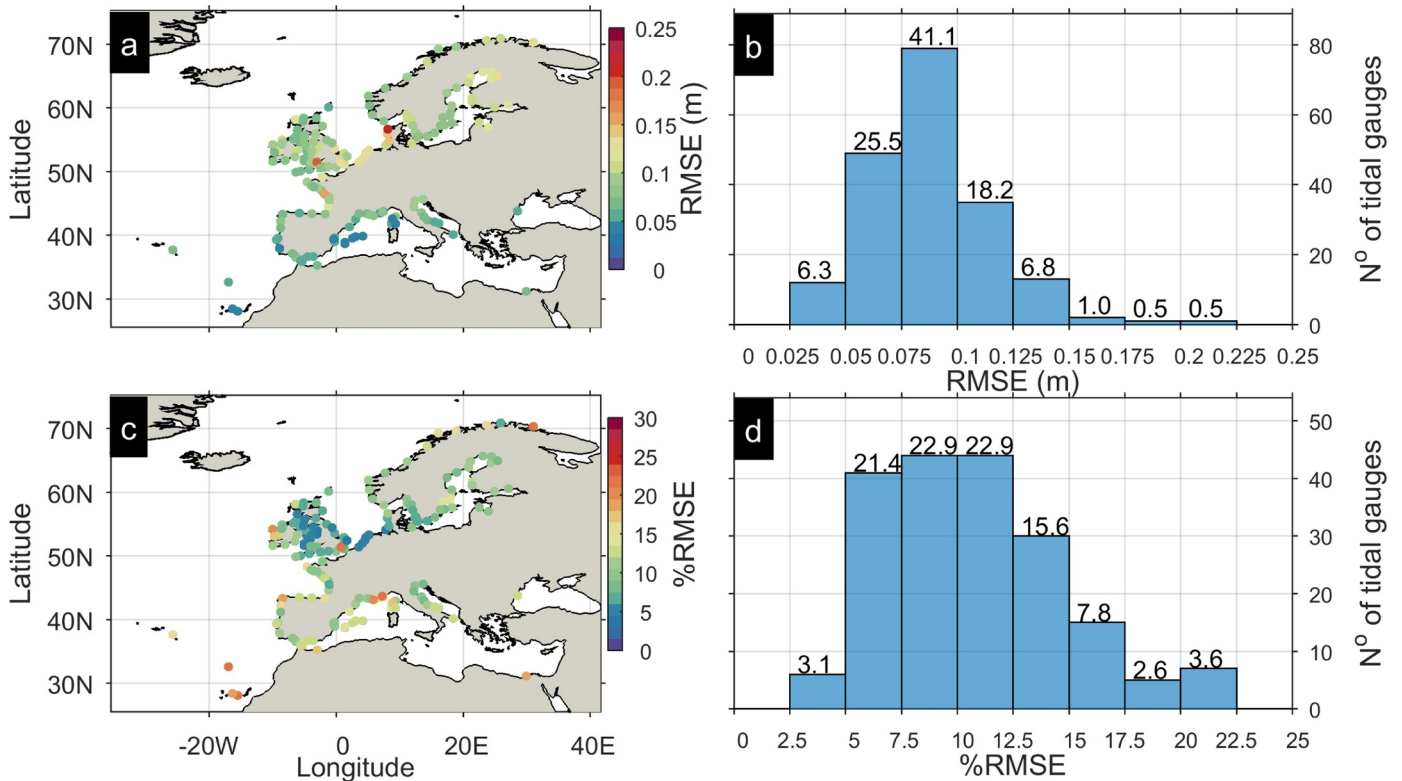 a
70N
60N
50N
40N
30N
Latitude
0.25
0.2
0.15
0.1
0.05
0
RMSE (m)
b
6.3
25.5
41.1
18.2
6.8
1.0
0.5
0.5
80
60
40
20
0
Nº of tidal gauges
0 0.025 0.05 0.075 0.1 0.125 0.15 0.175 0.2 0.225 0.25
RMSE (m)
c
70N
60N
50N
40N
30N
Latitude
-20W 0 20E 40E
Longitude
30
25
20
15
10
5
0
%RMSE
d
3.1
21.4
22.9
22.9
15.6
7.8
2.6
3.6
50
40
30
20
10
0
Nº of tidal gauges
0 2.5 5 7.5 10 12.5 15 17.5 20 22.5 25
%RMSE